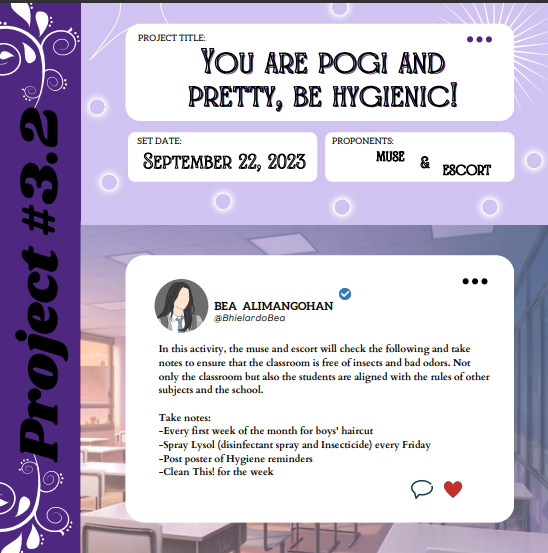 Project #3.2
PROJECT TITLE:
YOU ARE POGI AND
PRETTY, BE HYGIENIC!
SET DATE:
SEPTEMBER 22, 2023
PROPONENTS:
MUSE
&
ESCORT
BEA ALIMANGOHAN
@BhielardoBea
In this activity, the muse and escort will check the following and take
notes to ensure that the classroom is free of insects and bad odors. Not
only the classroom but also the students are aligned with the rules of other
subjects and the school.
Take notes:
-Every first week of the month for boys' haircut
-Spray Lysol (disinfectant spray and Insecticide) every Friday
-Post poster of Hygiene reminders
-Clean This! for the week